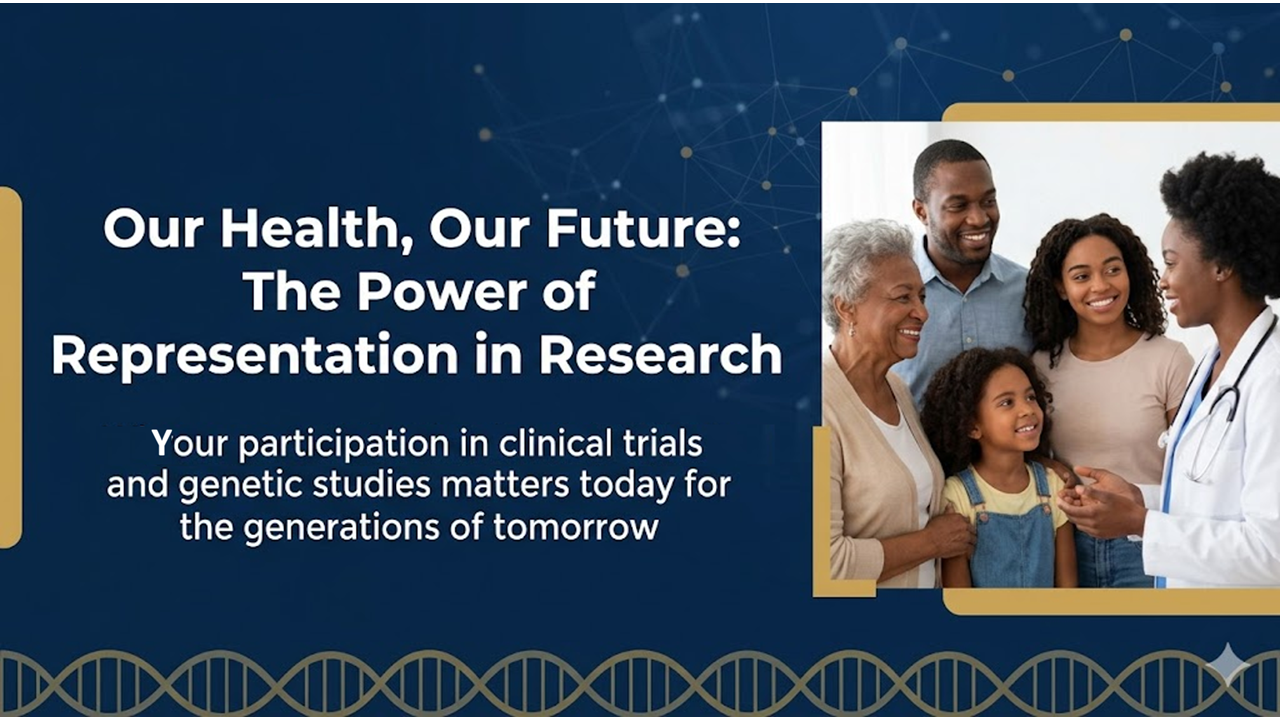 Our Health, Our Future:
The Power of
Representation in Research
Your participation in clinical trials
and genetic studies matters today for
the generations of tomorrow